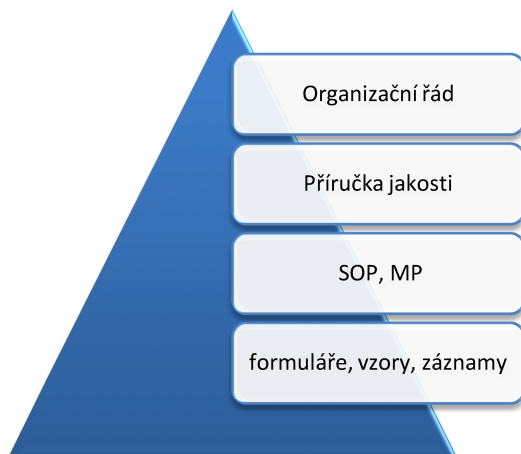 Organizační řád
Příručka jakosti
SOP, MP
formuláře, vzory, záznamy